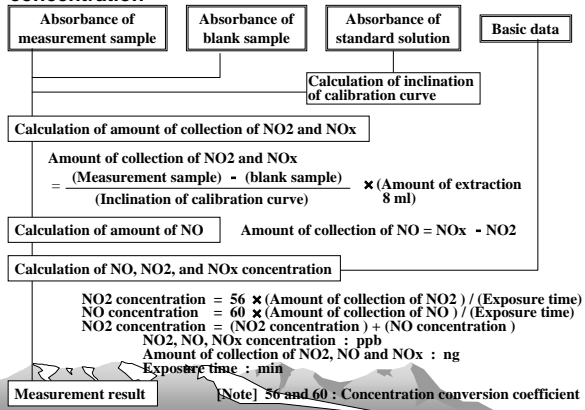 concentration
Absorbance of
measurement sample
Absorbance of
blank sample
Absorbance of
standard solution
Basic data
Calculation of inclination
of calibration curve
Calculation of amount of collection of NO2 and NOx
Amount of collection of NO2 and NOx
= (Measurement sample) - (blank sample)
(Inclination of calibration curve)
× (Amount of extraction
8 ml)
Calculation of amount of NO
Amount of collection of NO = NOx - NO2
Calculation of NO, NO2, and NOx concentration
NO2 concentration = 56 × (Amount of collection of NO2 ) / (Exposure time)
NO concentration = 60 × (Amount of collection of NO ) / (Exposure time)
NO2 concentration = (NO2 concentration ) + (NO concentration )
NO2, NO, NOx concentration : ppb
Amount of collection of NO2, NO and NOx : ng
Exposure time : min
Measurement result
[Note] 56 and 60 : Concentration conversion coefficient